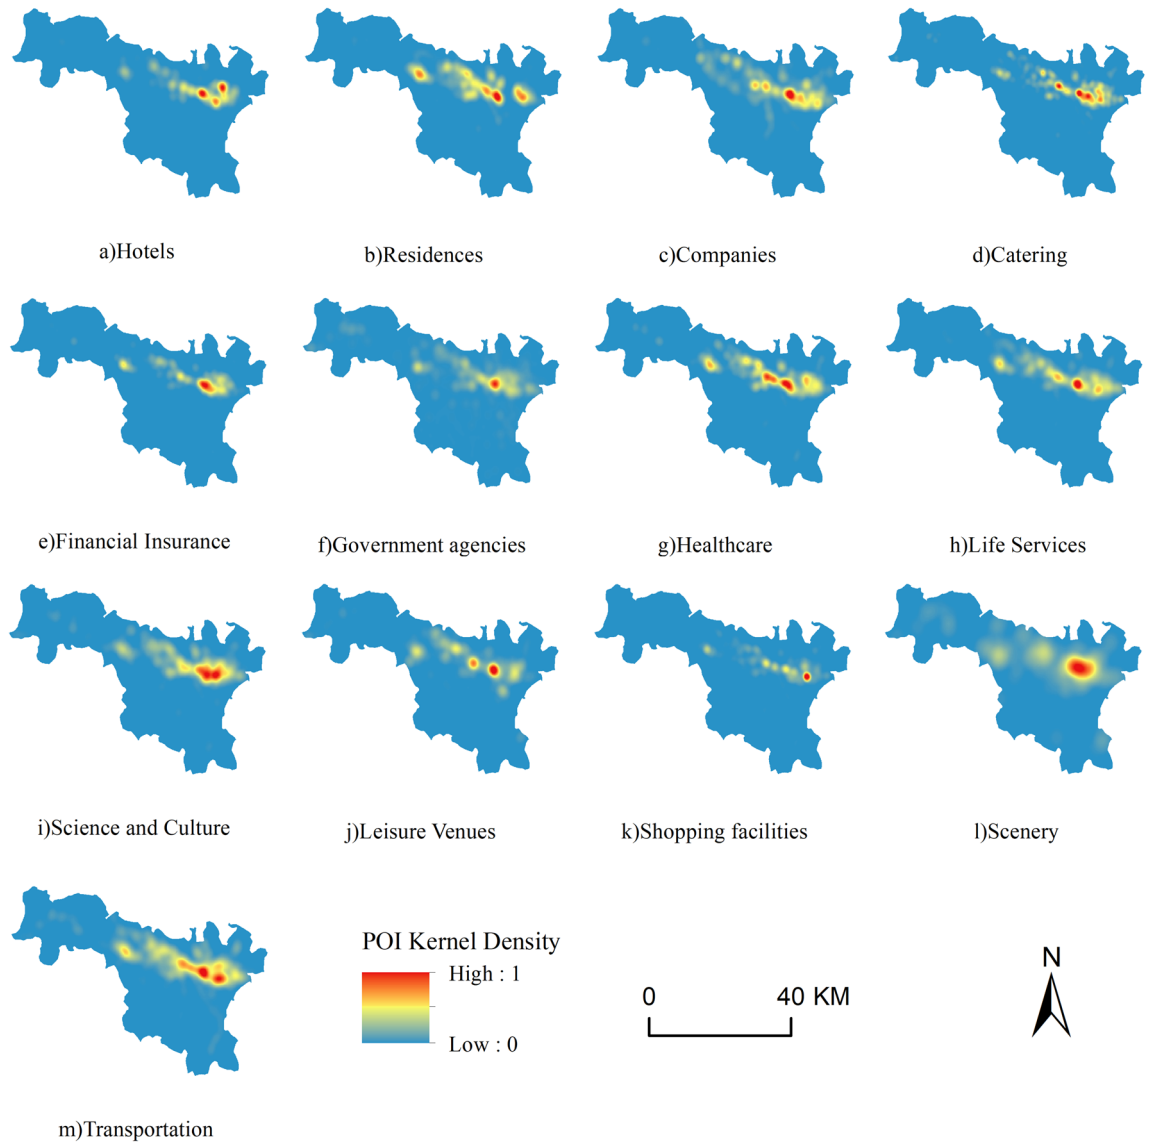 a)Hotels
b)Residences
c)Companies
d)Catering
e)Financial Insurance
f)Government agencies
g)Healthcare
h)Life Services
i)Science and Culture
j)Leisure Venues
k)Shopping facilities
l)Scenery
m)Transportation
POI Kernel Density
High : 1
Low : 0
0 40 KM
N